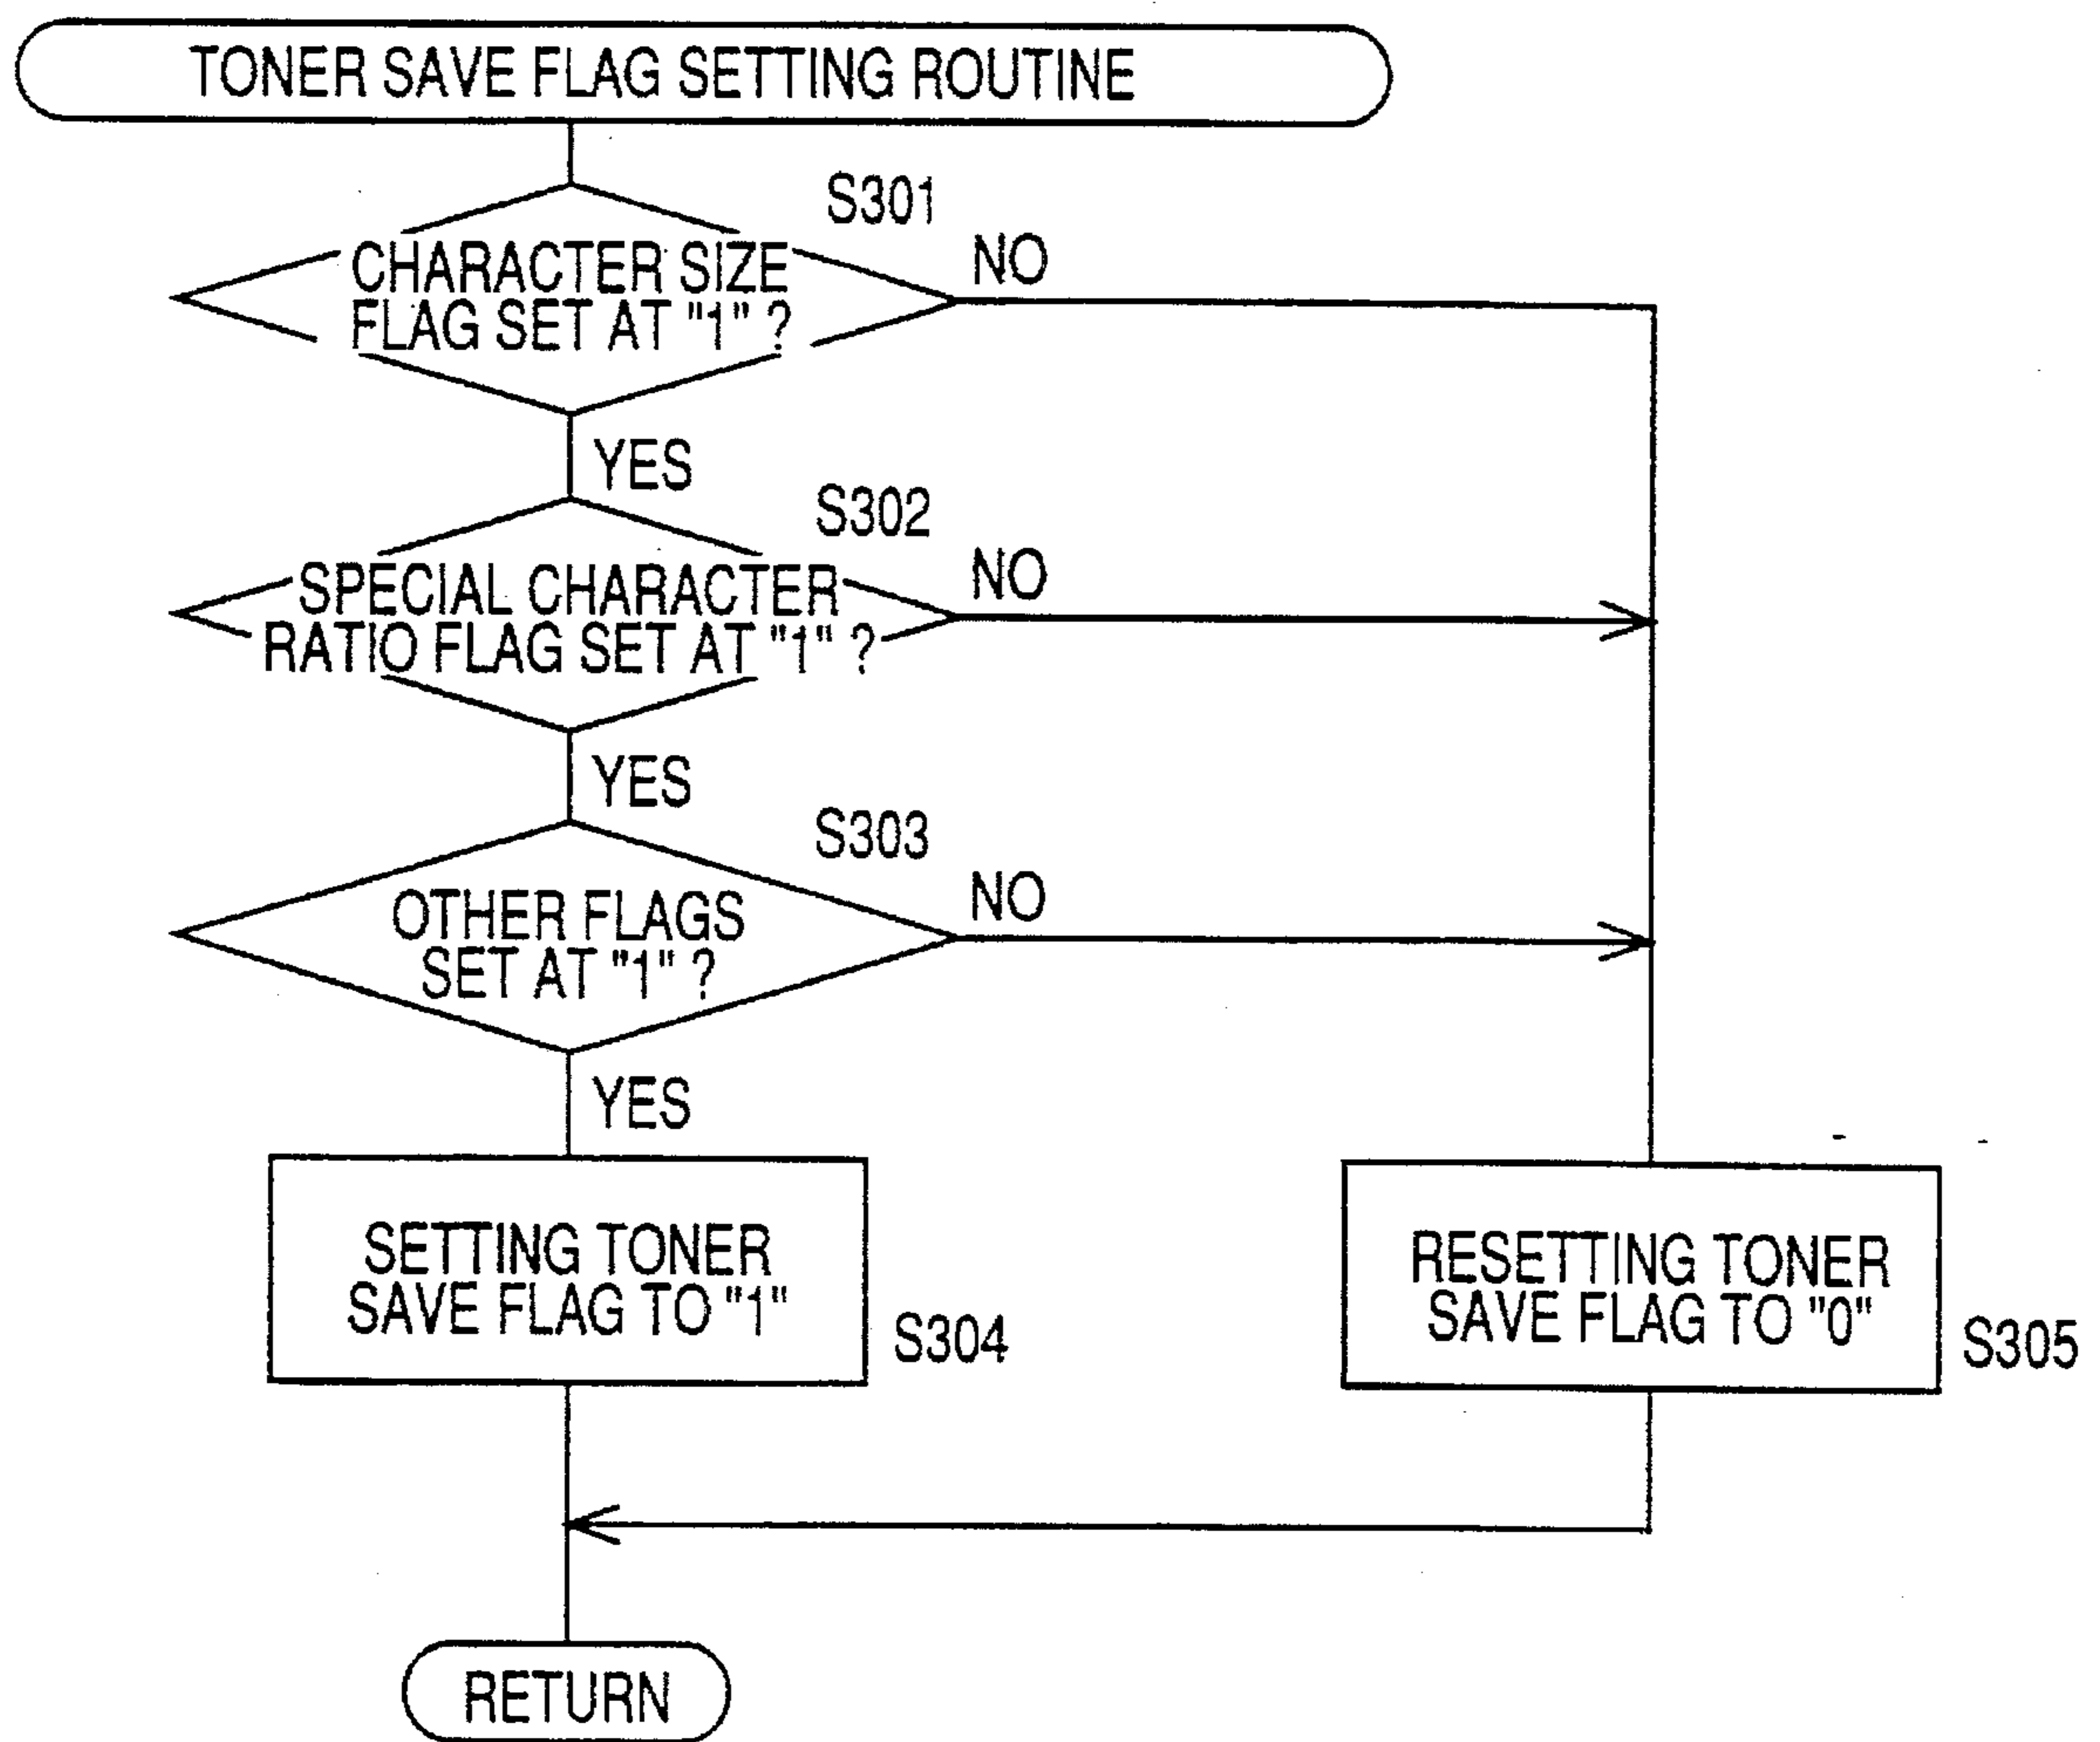 TONER SAVE FLAG SETTING ROUTINE
S301
CHARACTER SIZE
FLAG SET AT "1" ?
NO
YES
S302
SPECIAL CHARACTER
RATIO FLAG SET AT "1" ?
NO
YES
S303
OTHER FLAGS
SET AT "1" ?
NO
YES
SETTING TONER
SAVE FLAG TO "1"
S304
RESETTING TONER
SAVE FLAG TO "0"
S305
RETURN